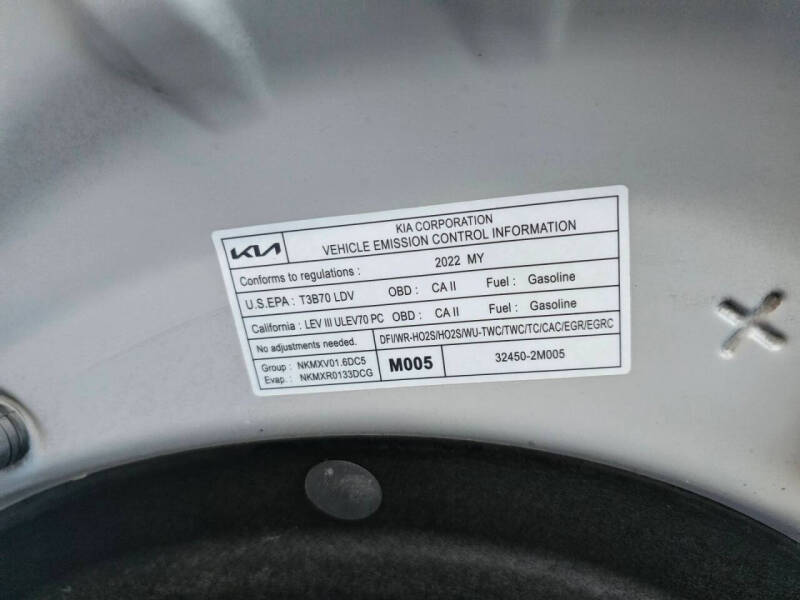 KIA CORPORATION
KIA VEHICLE EMISSION CONTROL INFORMATION
Conforms to regulations : 2022 MY
U.S.EPA : T3B70 LDV OBD : CA II Fuel : Gasoline
California : LEV III ULEV70 PC OBD : CA II Fuel : Gasoline
No adjustments needed. DFI/WR-HO2S/HO2S/WU-TWC/TWC/TC/CAC/EGR/EGRC
Group : NKMXV01.6DC5
Evap : NKMXR0133DCG
M005
32450-2M005